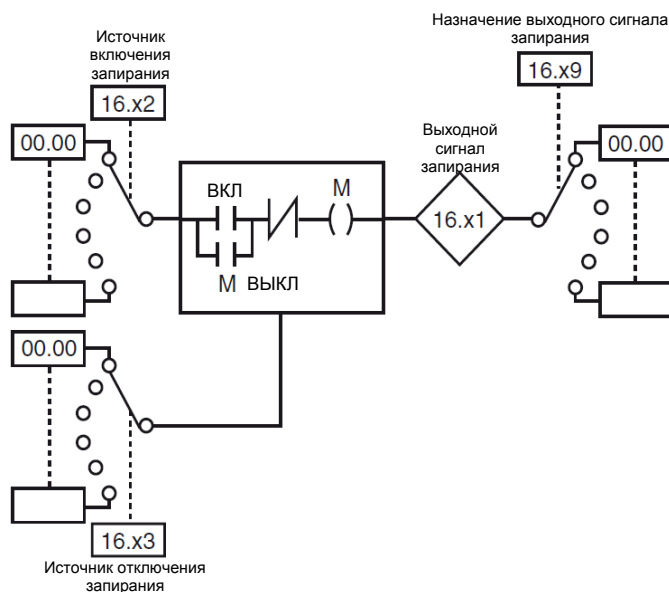 Источник
включения
запирания
16.x2
00.00
Назначение выходного сигнала
запирания
16.x9
00.00
Выходной
сигнал
запирания
16.x1
ВКЛ
M
M ВЫКЛ
00.00
16.x3
Источник отключения
запирания